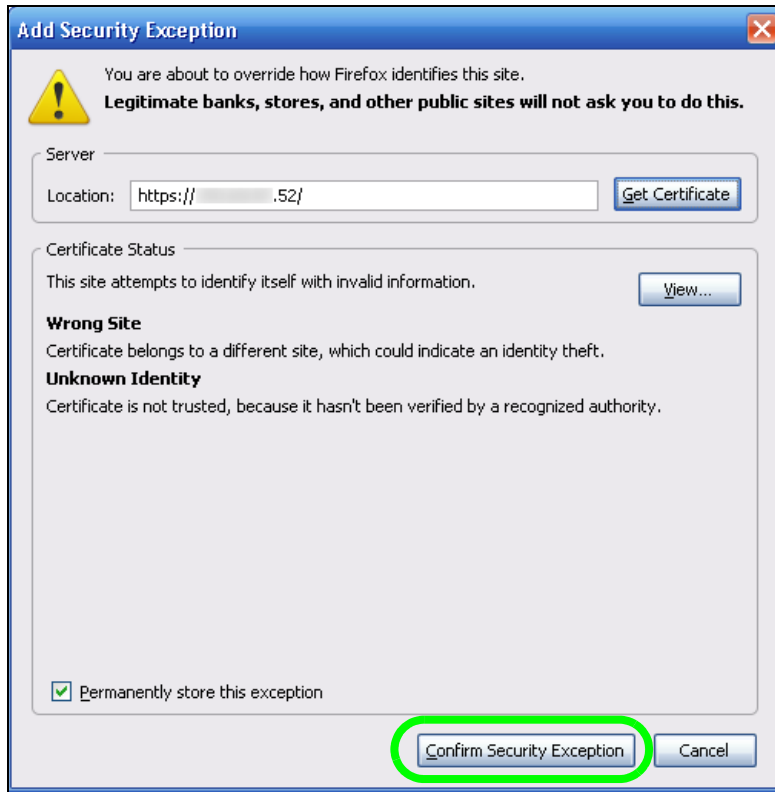 Add Security Exception
You are about to override how Firefox identifies this site.
Legitimate banks, stores, and other public sites will not ask you to do this.
Server
Location: https:// .52/ Get Certificate
Certificate Status
This site attempts to identify itself with invalid information.
View...
Wrong Site
Certificate belongs to a different site, which could indicate an identity theft.
Unknown Identity
Certificate is not trusted, because it hasn't been verified by a recognized authority.
Permanently store this exception
Confirm Security Exception Cancel